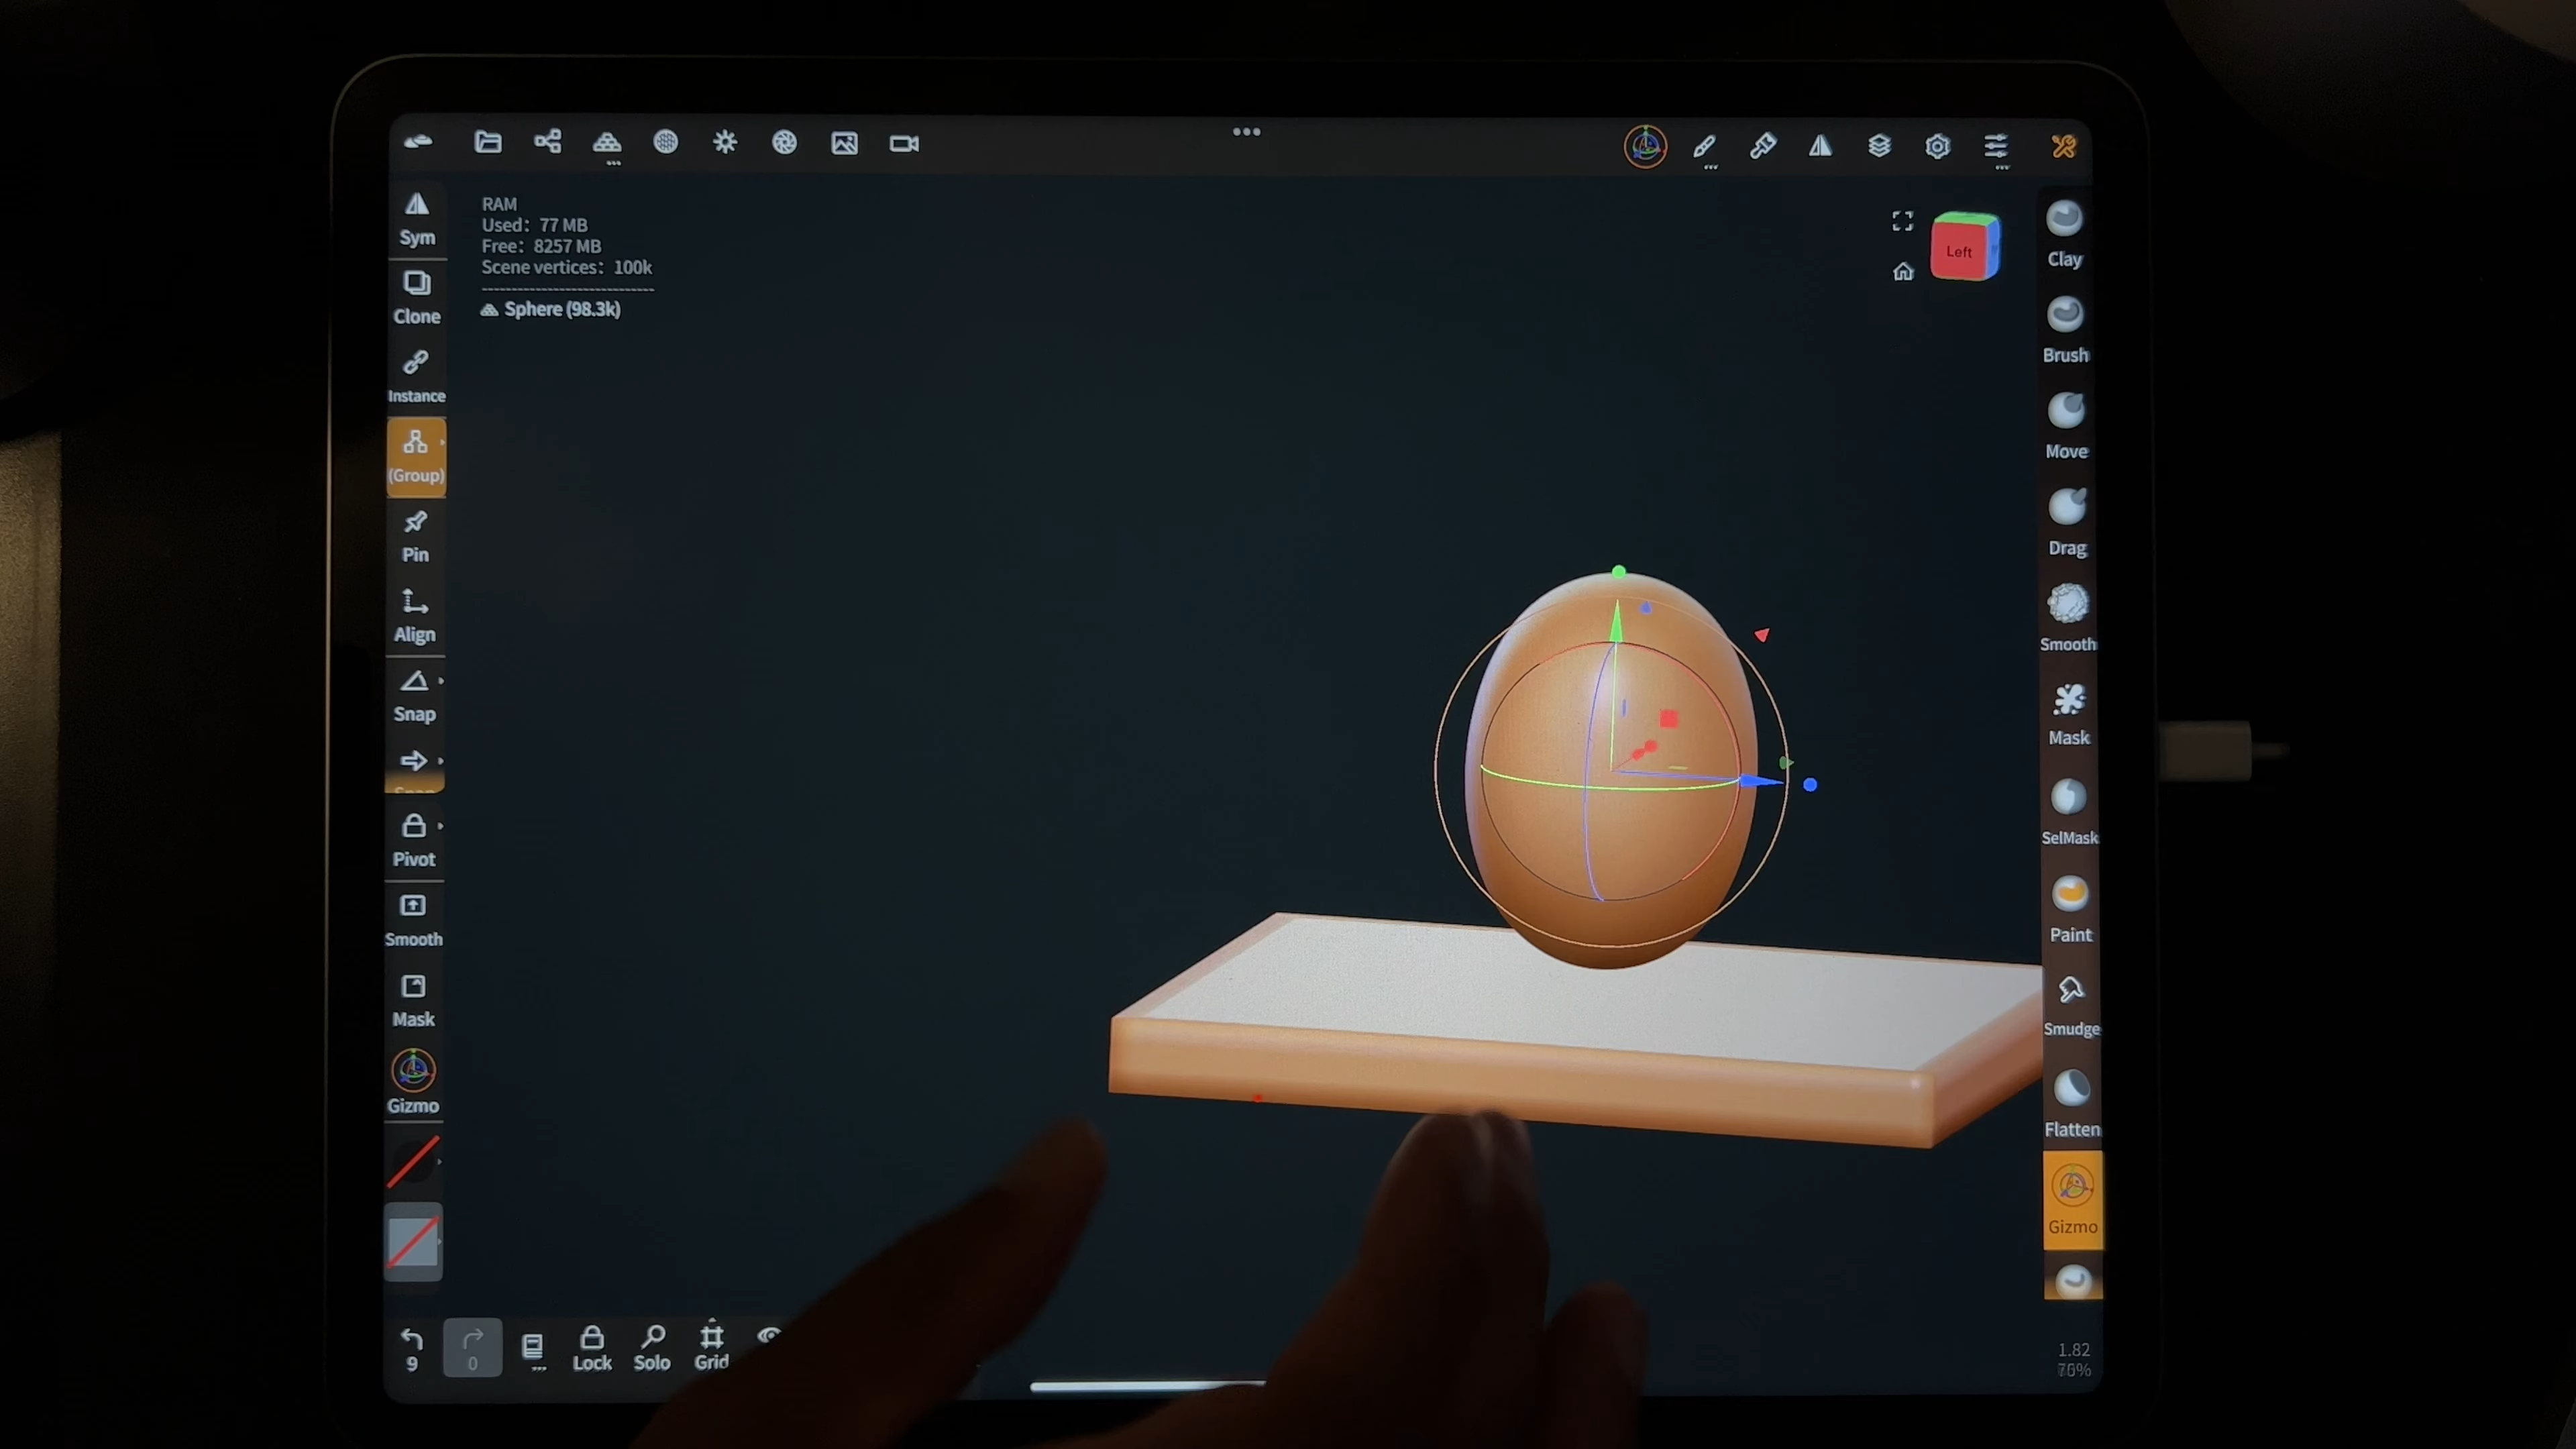 RAM
Used: 77 MB
Free: 8257 MB
Scene vertices: 100k
Sphere (98.3k)
Left
Sym
Clone
Instance
(Group)
Pin
Align
Snap
Pivot
Smooth
Mask
Gizmo
Clay
Brush
Move
Drag
Smooth
Mask
SelMask
Paint
Smudge
Flatten
Gizmo
9
0
Lock
Solo
Grid
1.82